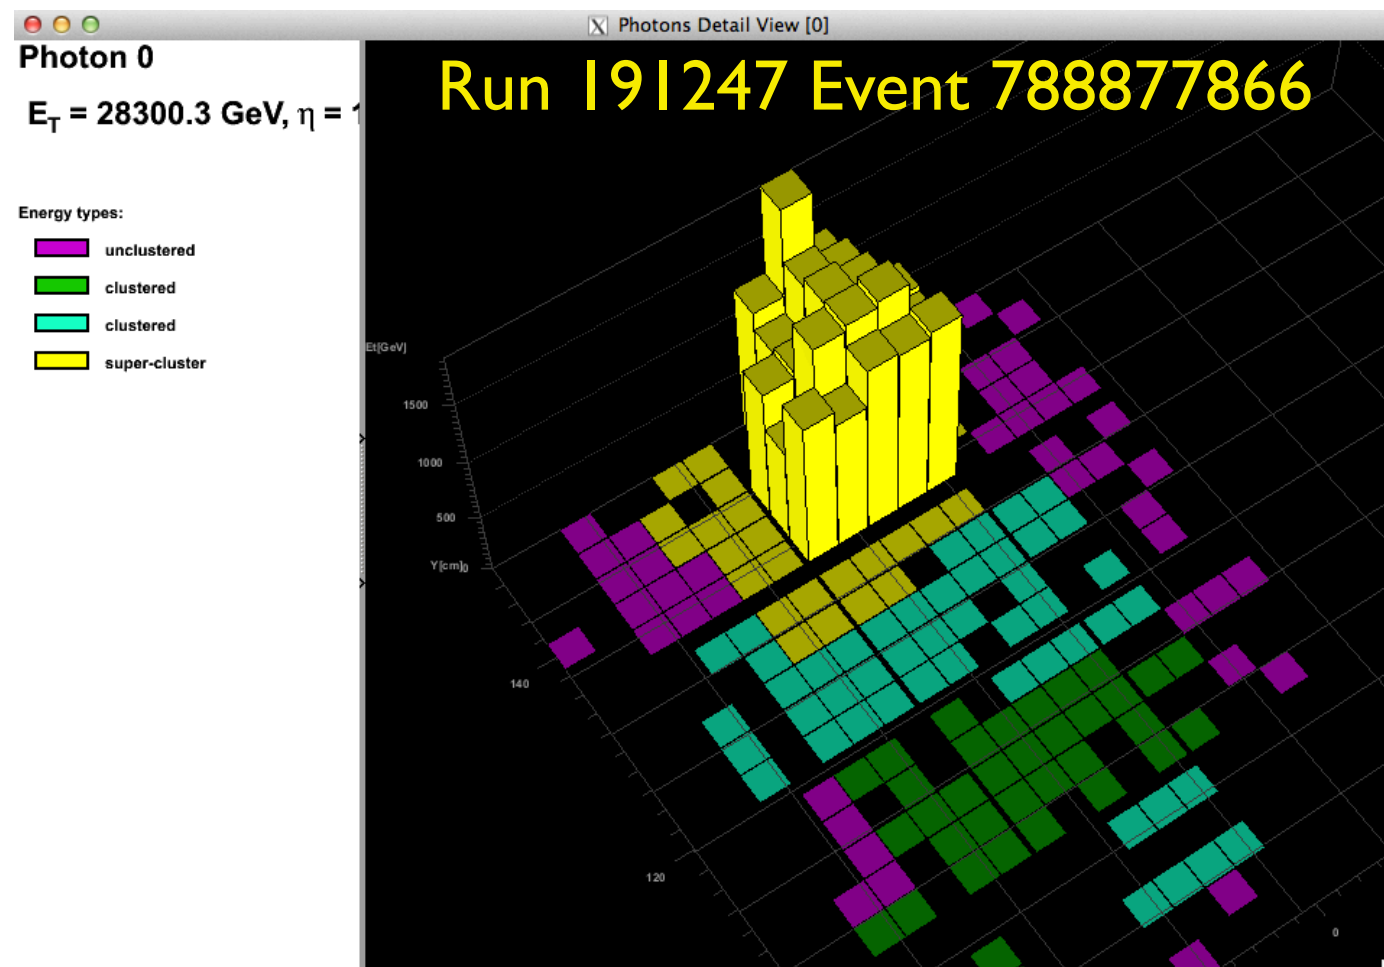 Photons Detail View [0]
Photon 0
E_T = 28300.3 GeV, η = 1
Run 191247 Event 788877866
Energy types:
unclustered
clustered
clustered
super-cluster
Et[GeV]
1500
1000
500
Y[cm]0
140
120
0